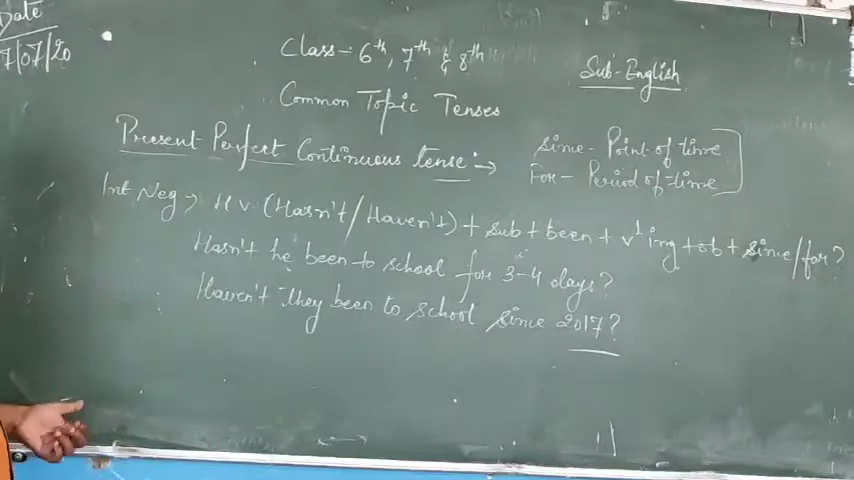 Date
7/07/20
Class - 6th, 7th & 8th
Sub - English
Common Topic Tenses
Present Perfect Continuous tense :→
Sime - Point of time
For - Period of time
Int Neg → H v (Hasn't / Haven't) + sub + been + v1 ing + ob + since/for?
Hasn't he been to school for 3-4 days?
Haven't they been to school since 2017?